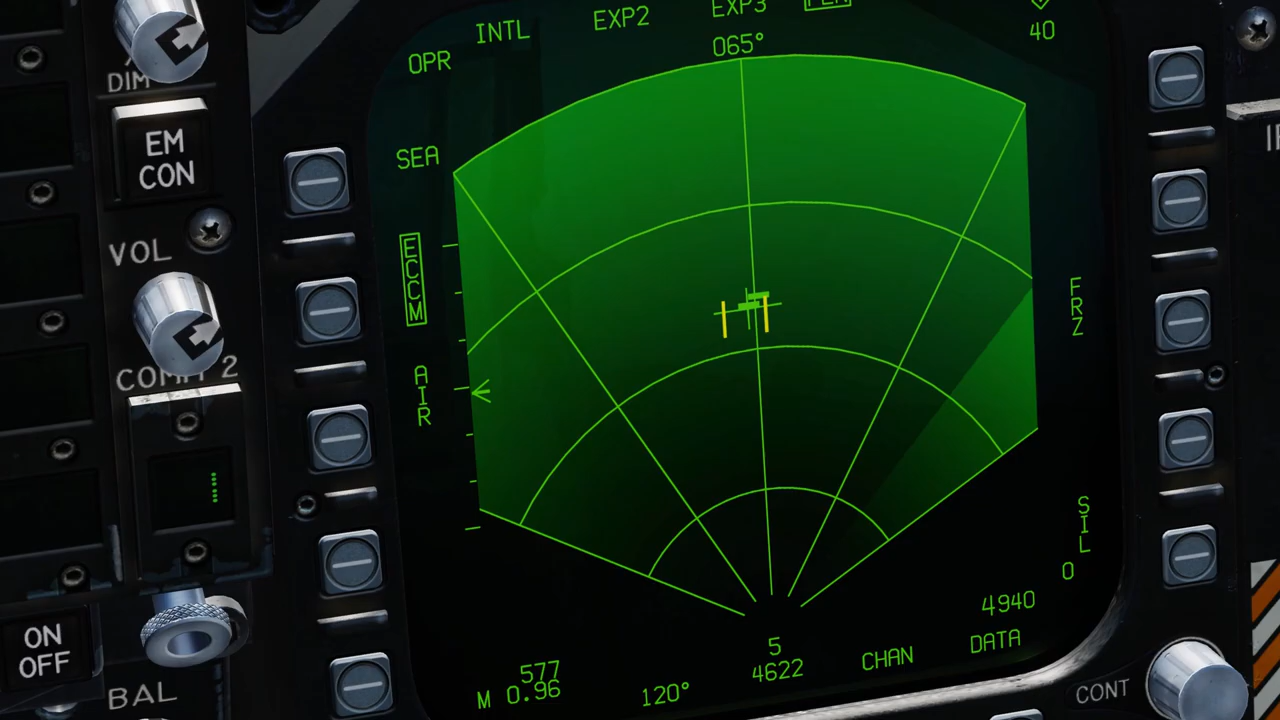 INTL
EXP2
EXP3
OPR
065°
40
DIM
EM
CON
SEA
VOL
ECCM
FRZ
COMM 2
AIR
SIL
0
4940
ON
OFF
5
577
M 0.96
120°
4622
CHAN
DATA
BAL
CONT